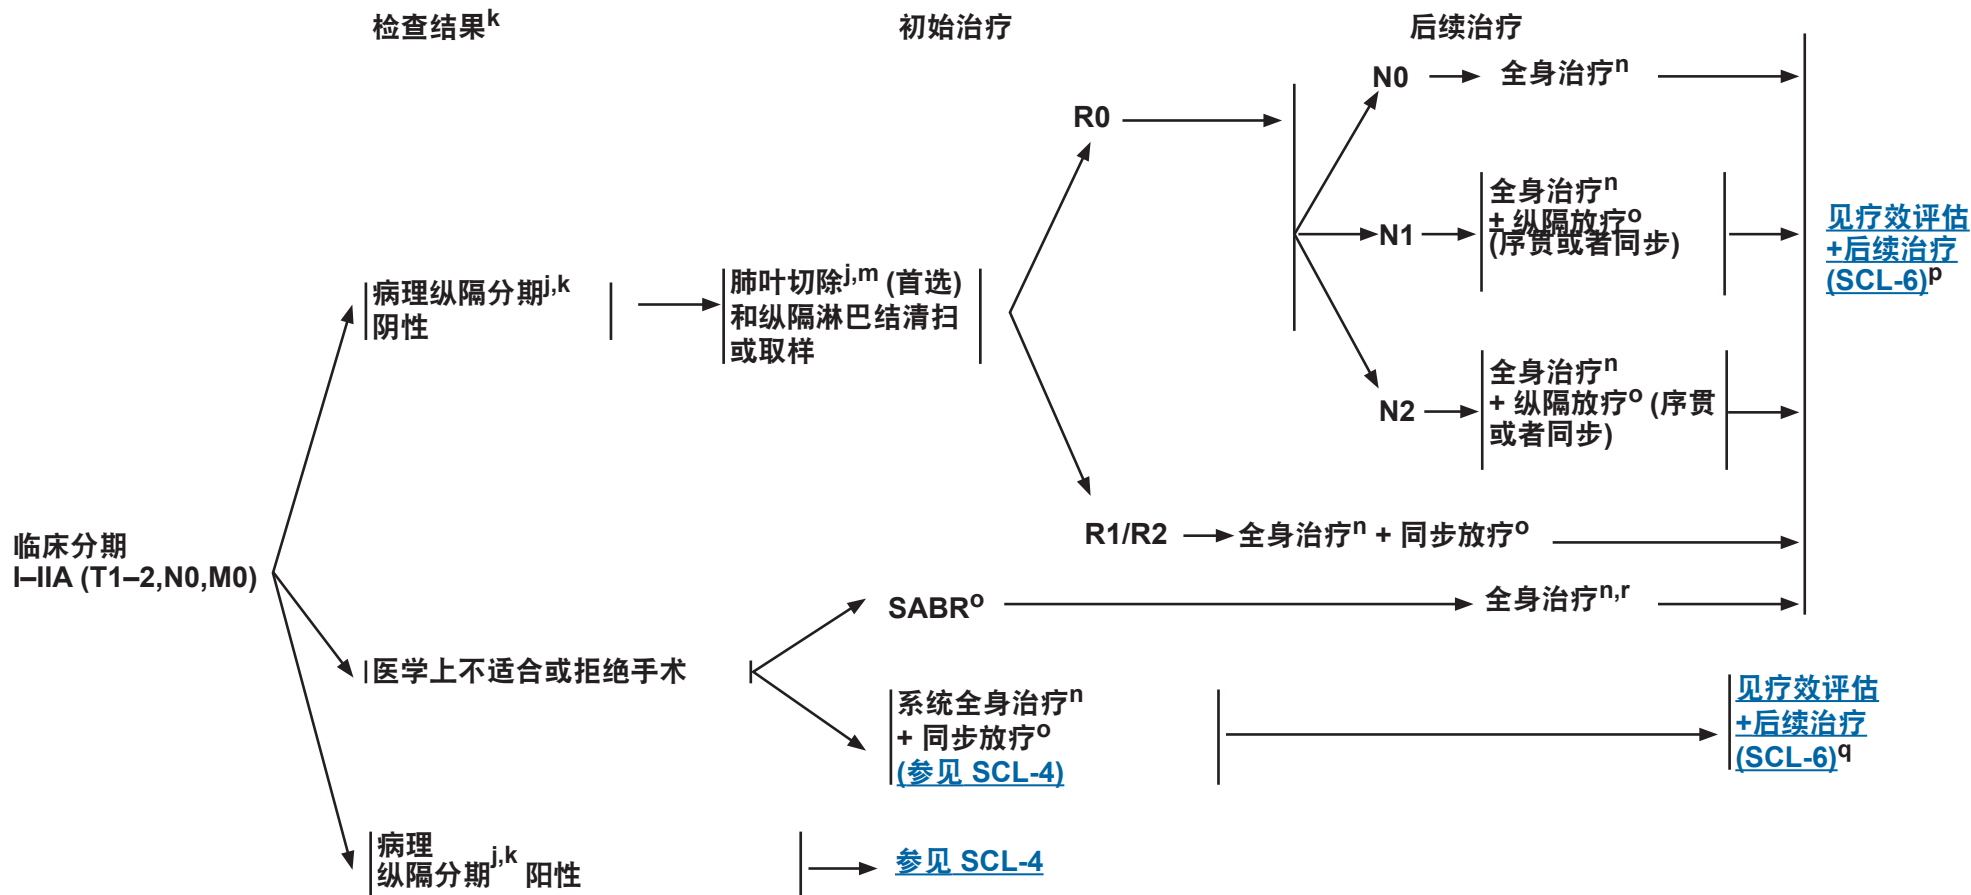 检查结果k
初始治疗
后续治疗
N0
全身治疗n
R0
全身治疗n
+ 纵隔放疗o
(序贯或者同步)
N1
见疗效评估
+后续治疗
(SCL-6)p
病理纵隔分期j,k
阴性
肺叶切除j,m (首选)
和纵隔淋巴结清扫
或取样
全身治疗n
+ 纵隔放疗o (序贯
或者同步)
N2
R1/R2
全身治疗n + 同步放疗o
临床分期
I–IIA (T1–2,N0,M0)
SABRo
全身治疗n,r
医学上不适合或拒绝手术
系统全身治疗n
+ 同步放疗o
(参见 SCL-4)
见疗效评估
+后续治疗
(SCL-6)q
病理
纵隔分期j,k 阳性
参见 SCL-4